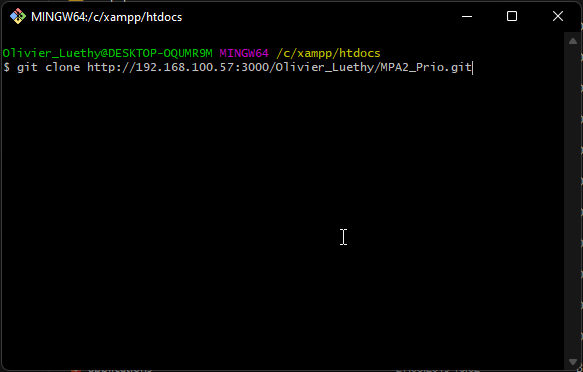 MINGW64:/c/xampp/htdocs
Olivier_Luethy@DESKTOP-OQUMR9M MINGW64 /c/xampp/htdocs
$ git clone http://192.168.100.57:3000/Olivier_Luethy/MPA2_Prio.git